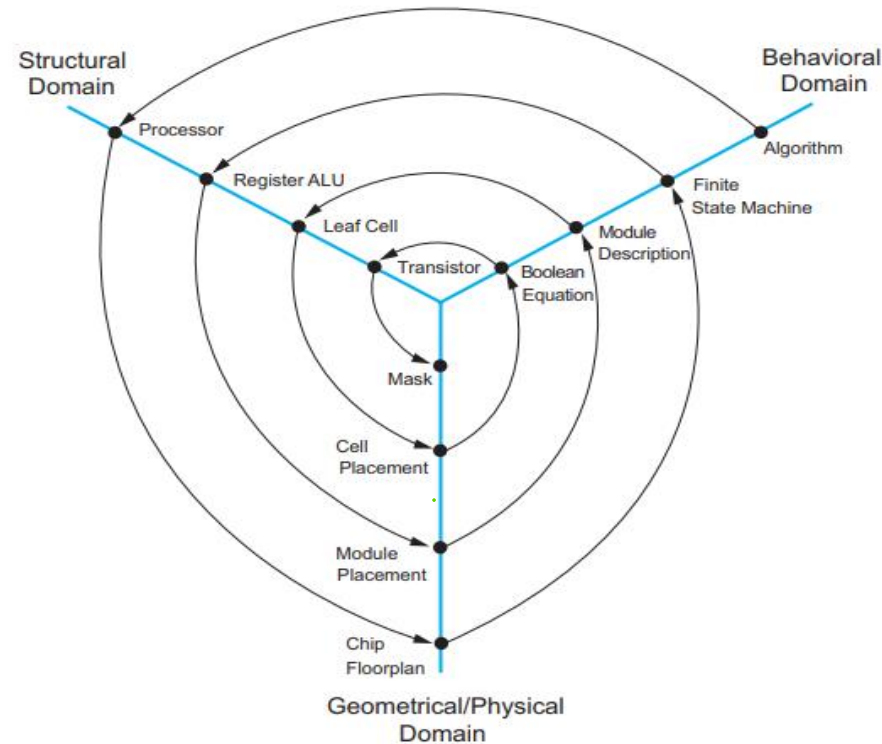 Structural
Domain
Behavioral
Domain
Processor
Algorithm
Register ALU
Finite
State Machine
Leaf Cell
Module
Description
Transistor
Boolean
Equation
Mask
Cell
Placement
Module
Placement
Chip
Floorplan
Geometrical/Physical
Domain